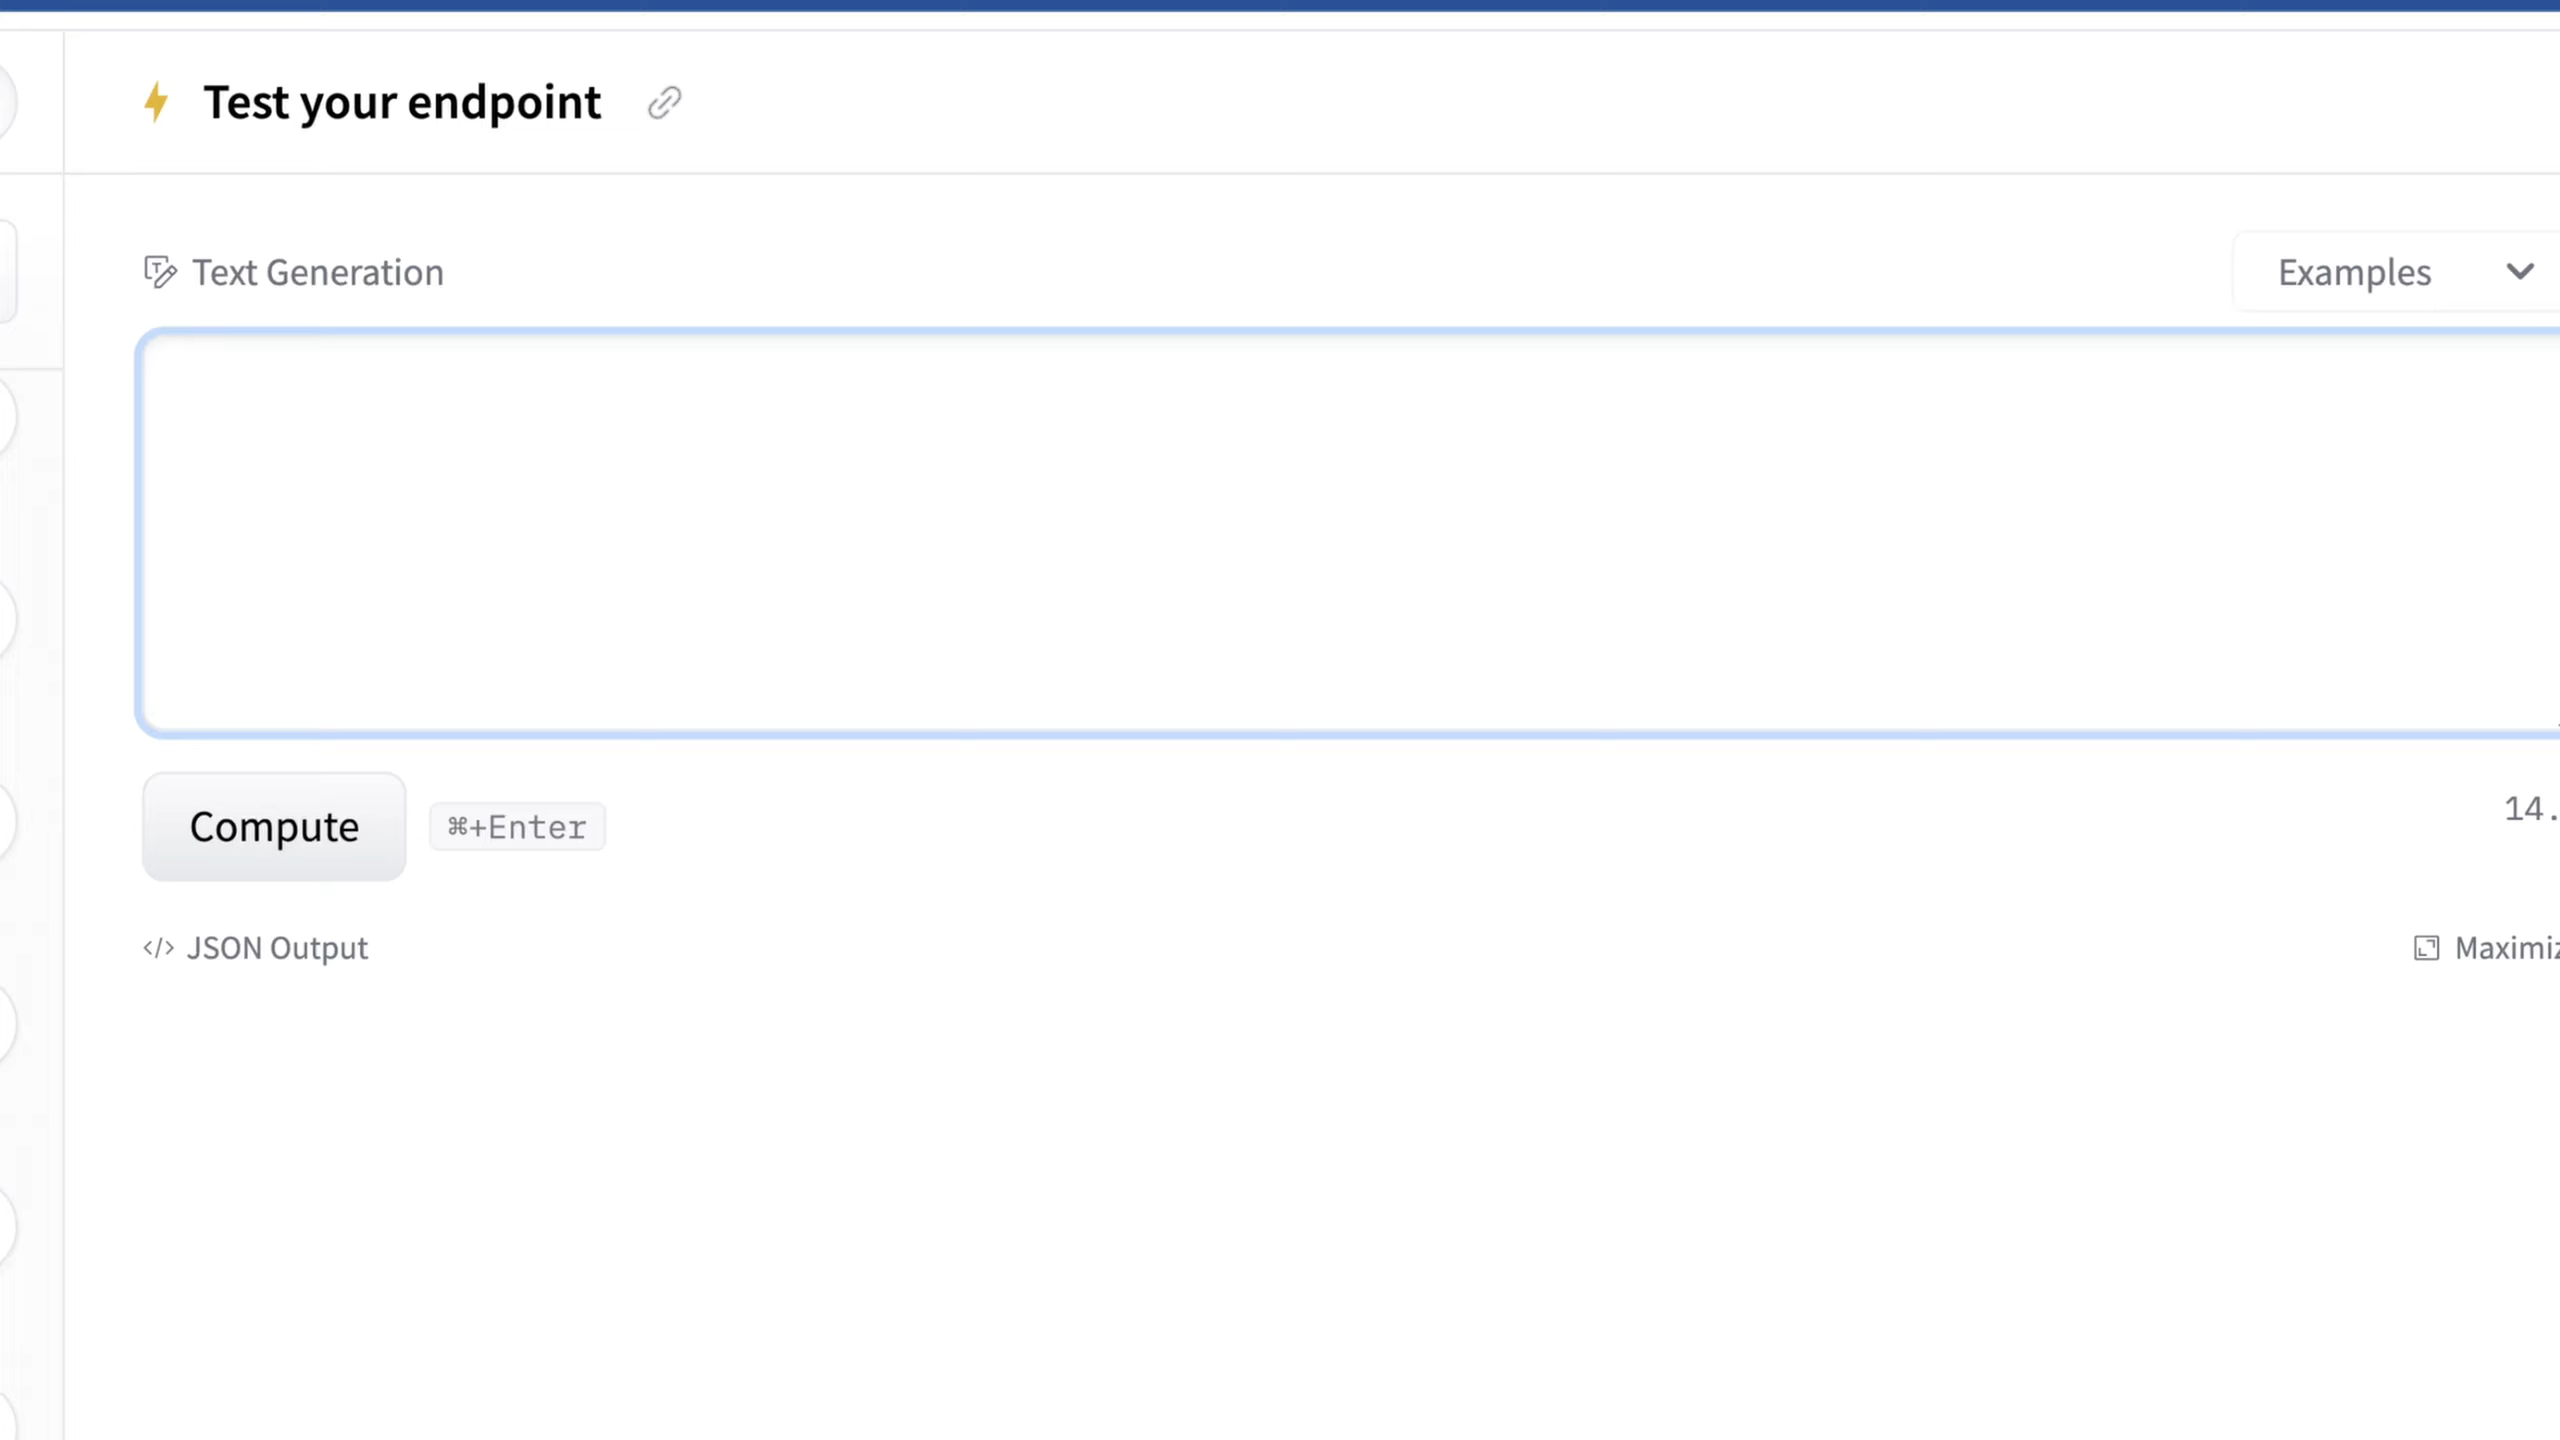 Test your endpoint
Text Generation
Examples
Compute
⌘+Enter
14.
JSON Output
Maximiz